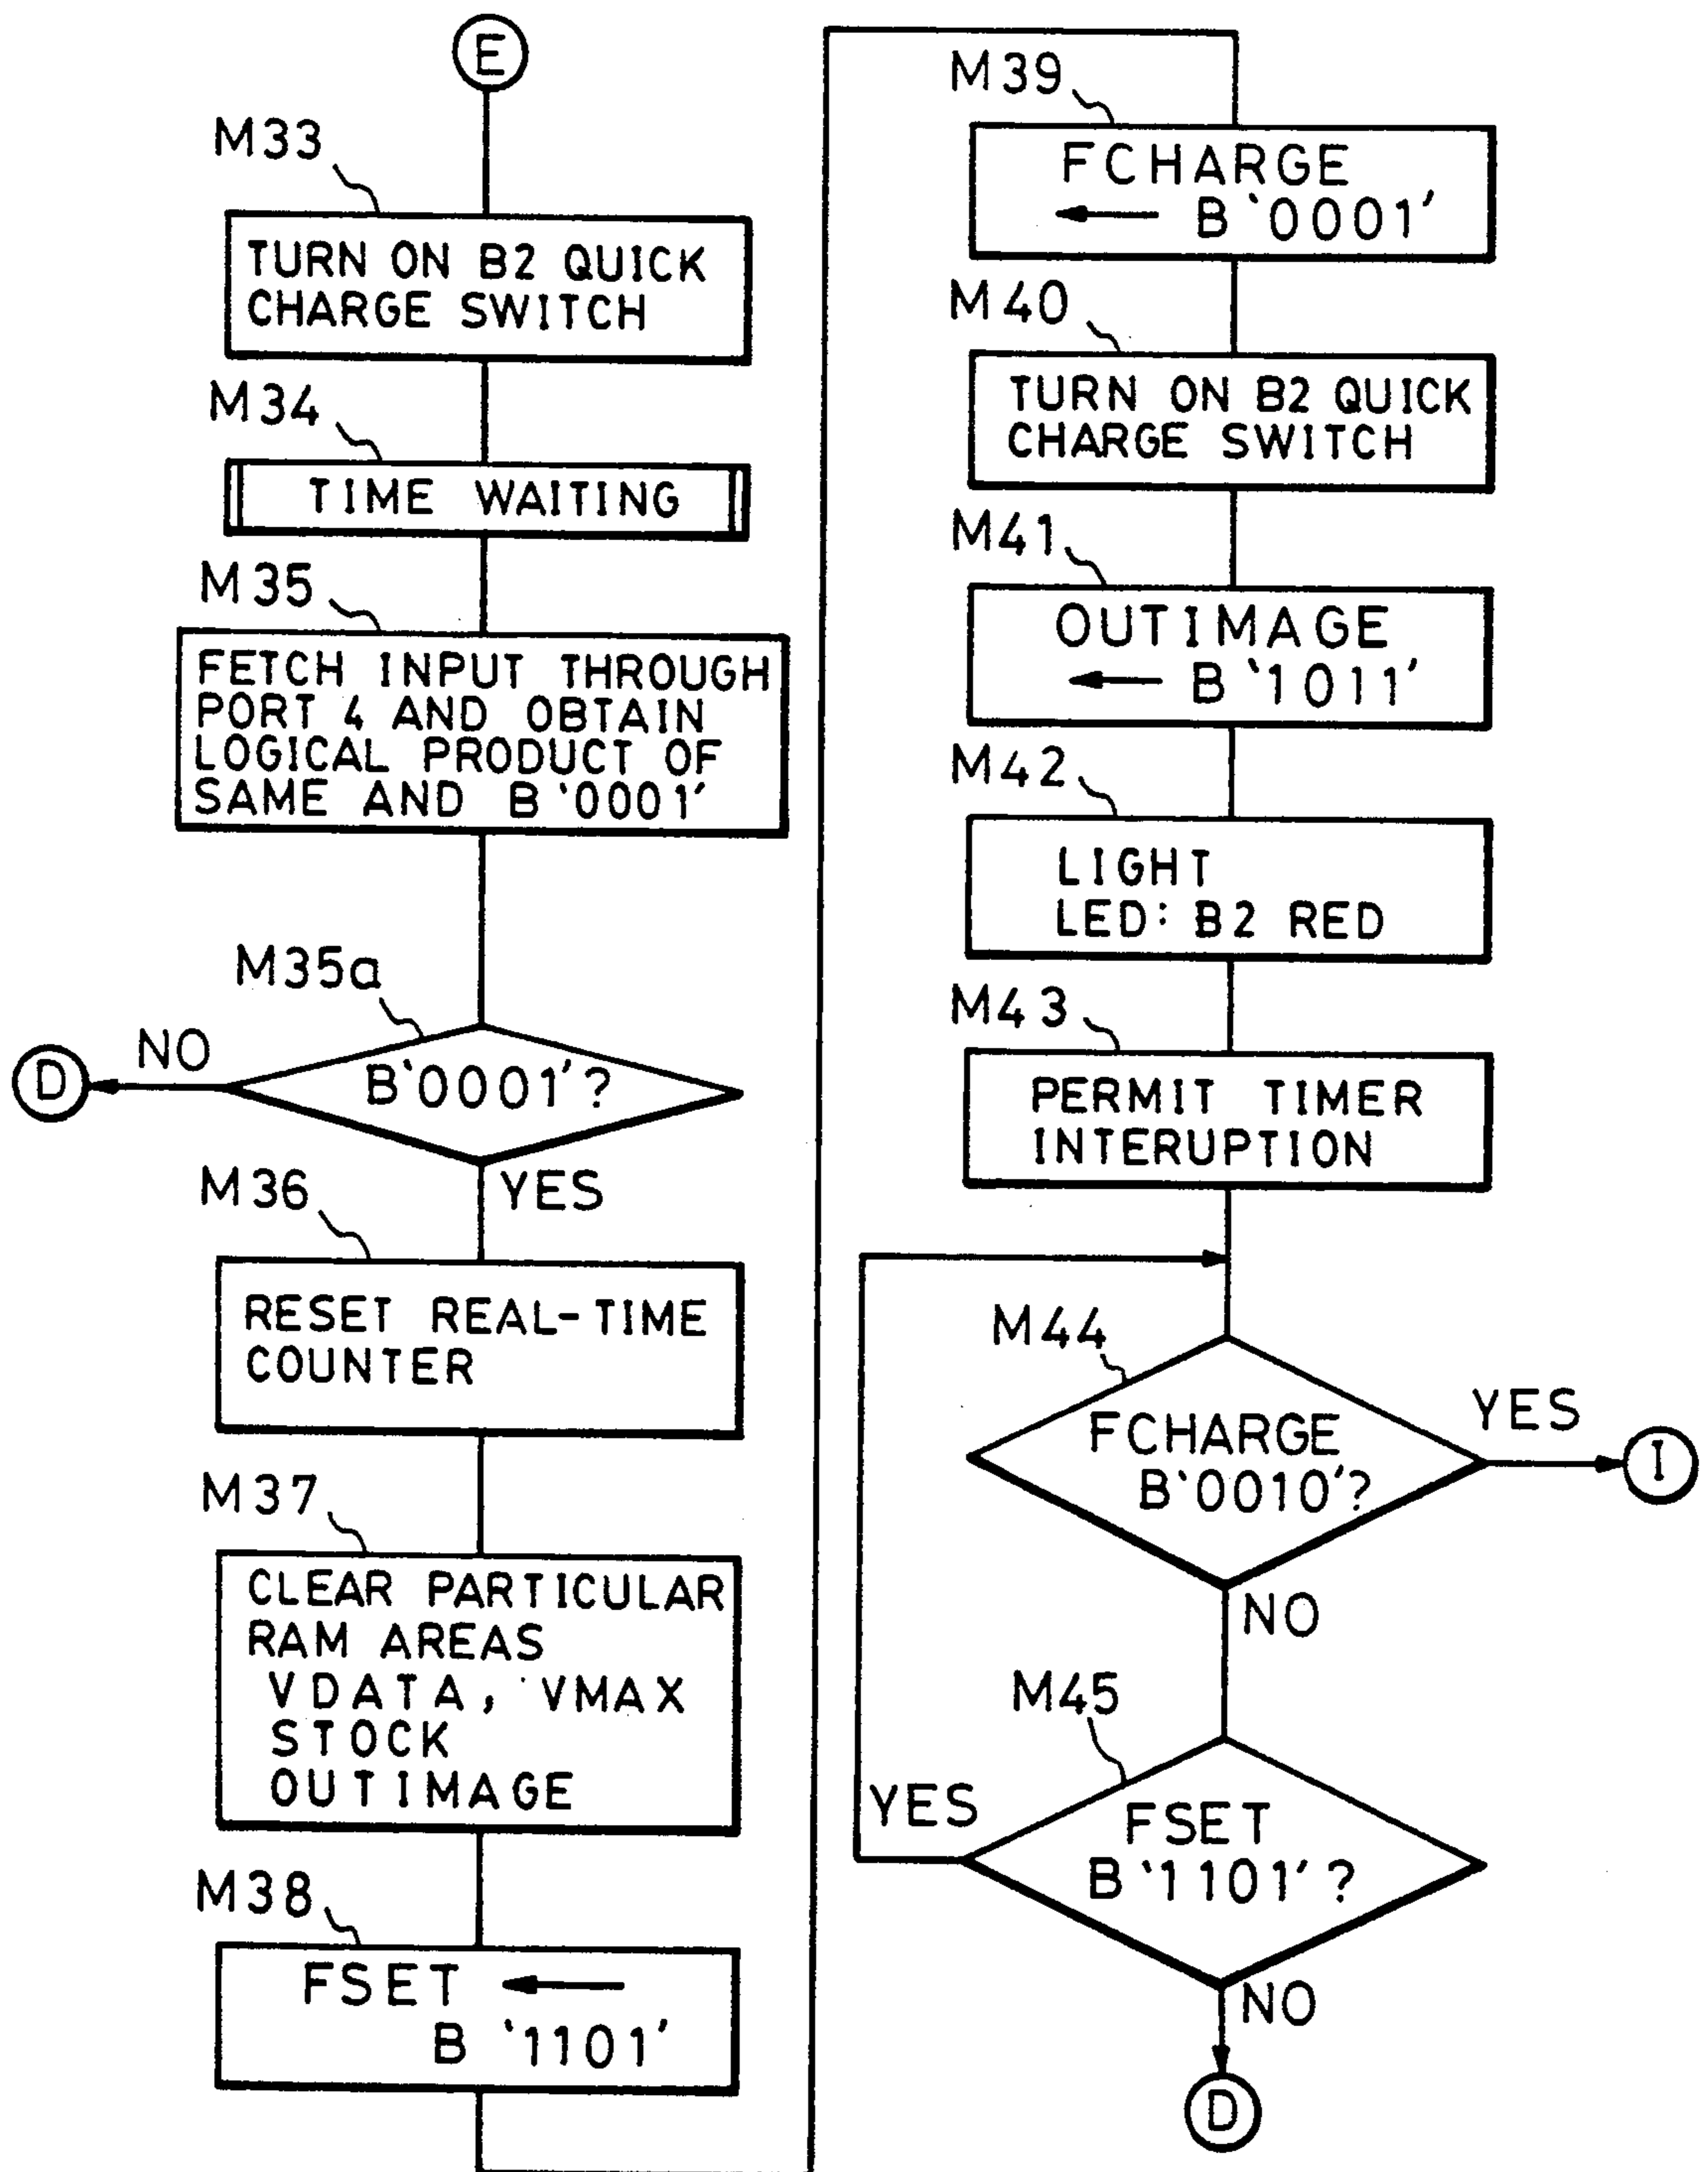 E
M33
TURN ON B2 QUICK
CHARGE SWITCH
M34
TIME WAITING
M35
FETCH INPUT THROUGH
PORT 4 AND OBTAIN
LOGICAL PRODUCT OF
SAME AND B '0001'
M35a
D
NO
B'0001'?
YES
M36
RESET REAL-TIME
COUNTER
M37
CLEAR PARTICULAR
RAM AREAS
VDATA, VMAX
STOCK
OUTIMAGE
M38
FSET ←
B '1101'
M39
FCHARGE
← B '0001'
M40
TURN ON B2 QUICK
CHARGE SWITCH
M41
OUTIMAGE
← B '1011'
M42
LIGHT
LED: B2 RED
M43
PERMIT TIMER
INTERUPTION
M44
FCHARGE
B'0010'?
YES
I
NO
M45
YES
FSET
B '1101'?
NO
D